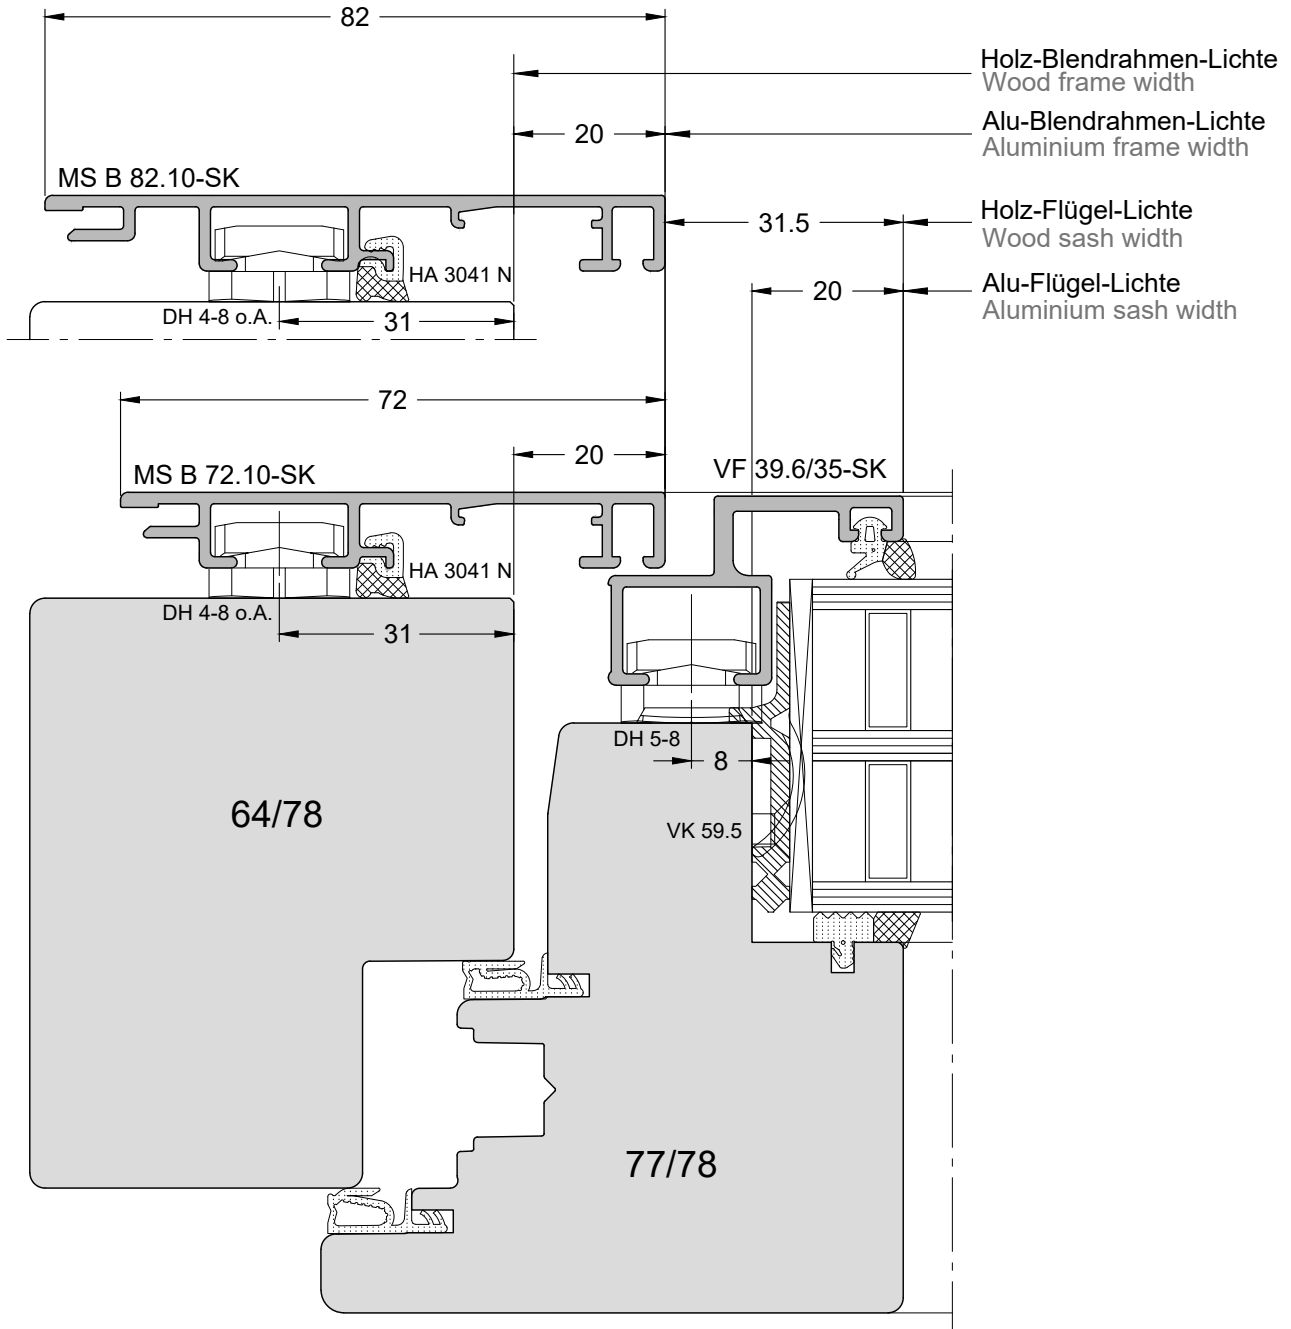 82
Holz-Blendrahmen-Lichte
Wood frame width
20
Alu-Blendrahmen-Lichte
Aluminium frame width
MS B 82.10-SK
31.5
Holz-Flügel-Lichte
Wood sash width
HA 3041 N
20
Alu-Flügel-Lichte
Aluminium sash width
DH 4-8 o.A.
31
72
20
MS B 72.10-SK
VF 39.6/35-SK
HA 3041 N
DH 4-8 o.A.
31
DH 5-8
8
64/78
VK 59.5
77/78